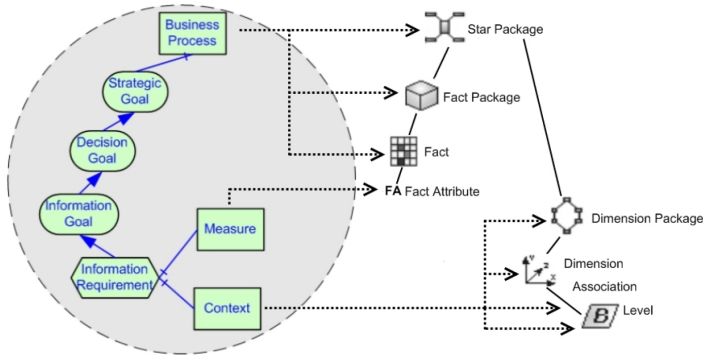 Business
Process
Star Package
Strategic
Goal
Fact Package
Decision
Goal
Fact
FA Fact Attribute
Information
Goal
Measure
Dimension Package
Information
Requirement
Y
Z
X
Dimension
Association
Context
B Level